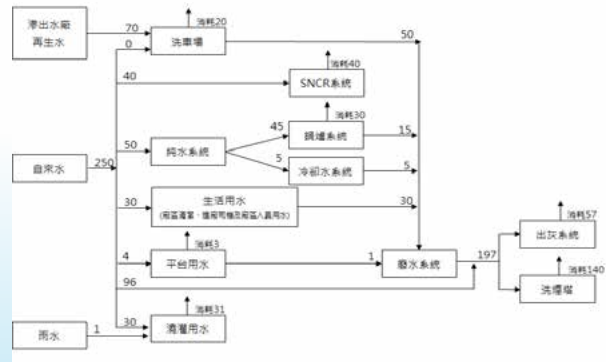 滲出水廠
再生水
70
0
消耗20
洗車場
50
40
消耗40
SNCR系統
消耗30
45
鍋爐系統
15
50
純水系統
5
冷卻水系統
5
自來水
250
30
生活用水
30
消耗3
4
平台用水
1
廢水系統
197
消耗57
出灰系統
96
消耗140
洗煙塔
消耗31
30
澆灌用水
雨水
1